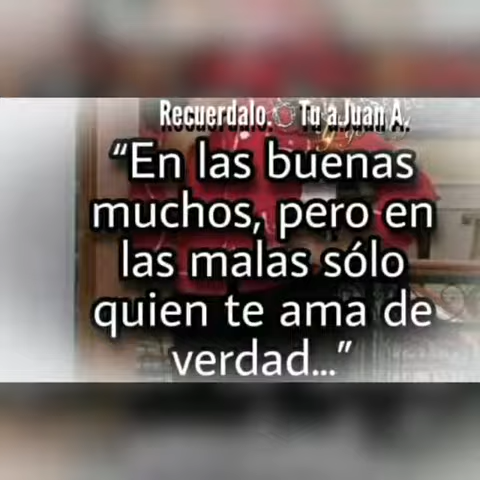 Recuerdalo. Tu a.Juan A.
“En las buenas
muchos, pero en
las malas sólo
quien te ama de
verdad...”